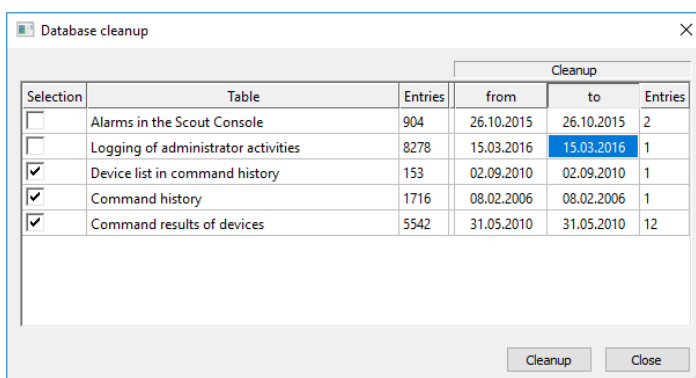 Database cleanup
Cleanup
Selection Table Entries from to Entries
Alarms in the Scout Console 904 26.10.2015 26.10.2015 2
Logging of administrator activities 8278 15.03.2016 15.03.2016 1
Device list in command history 153 02.09.2010 02.09.2010 1
Command history 1716 08.02.2006 08.02.2006 1
Command results of devices 5542 31.05.2010 31.05.2010 12
Cleanup Close